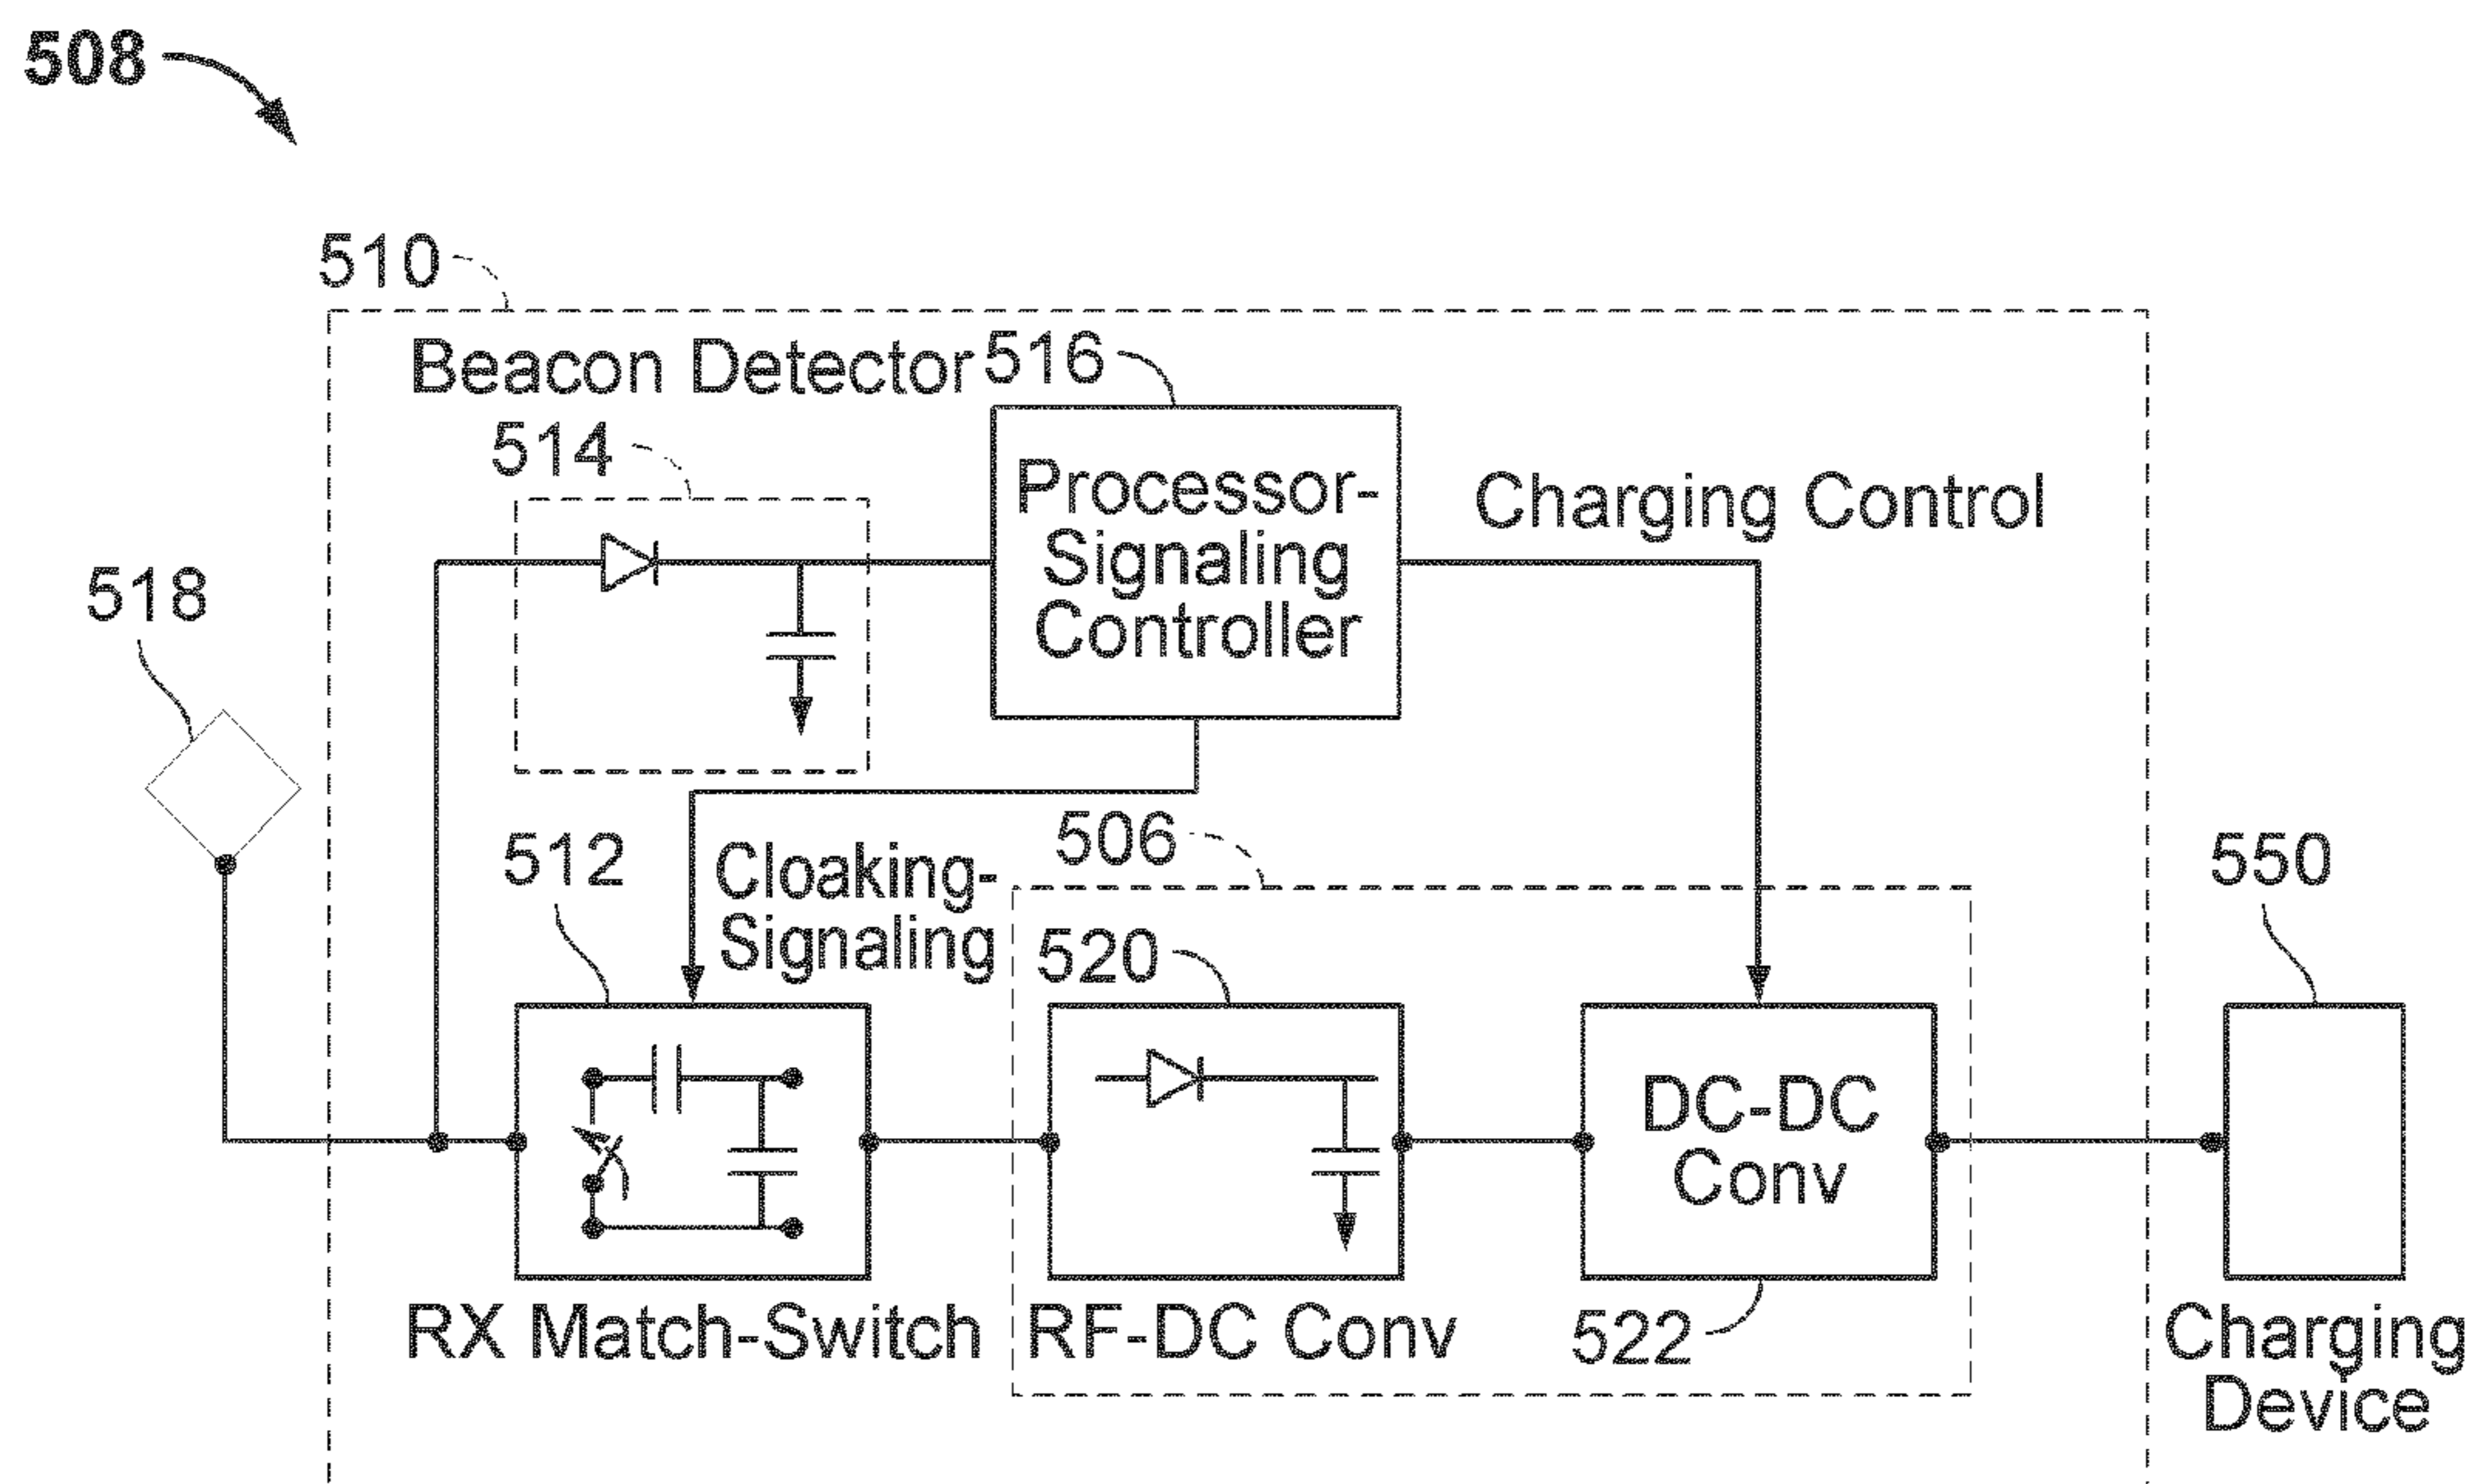 508
510
Beacon Detector
516
514
Processor-
Signaling
Controller
Charging Control
518
512
Cloaking-
Signaling
506
520
550
DC-DC
Conv
RX Match-Switch
RF-DC Conv
522
Charging
Device